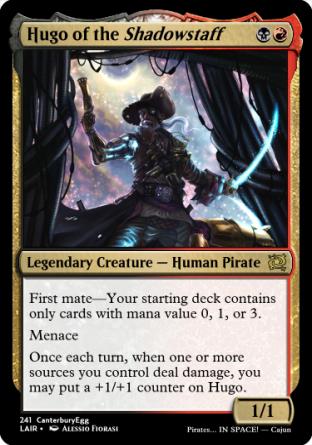 Hugo of the Shadowstaff
Legendary Creature — Human Pirate
First mate—Your starting deck contains
only cards with mana value 0, 1, or 3.
Menace
Once each turn, when one or more
sources you control deal damage, you
may put a +1/+1 counter on Hugo.
1/1
241 CanterburyEgg
LAIR • Alessio Fiorasi
Pirates... IN SPACE! — Cajun